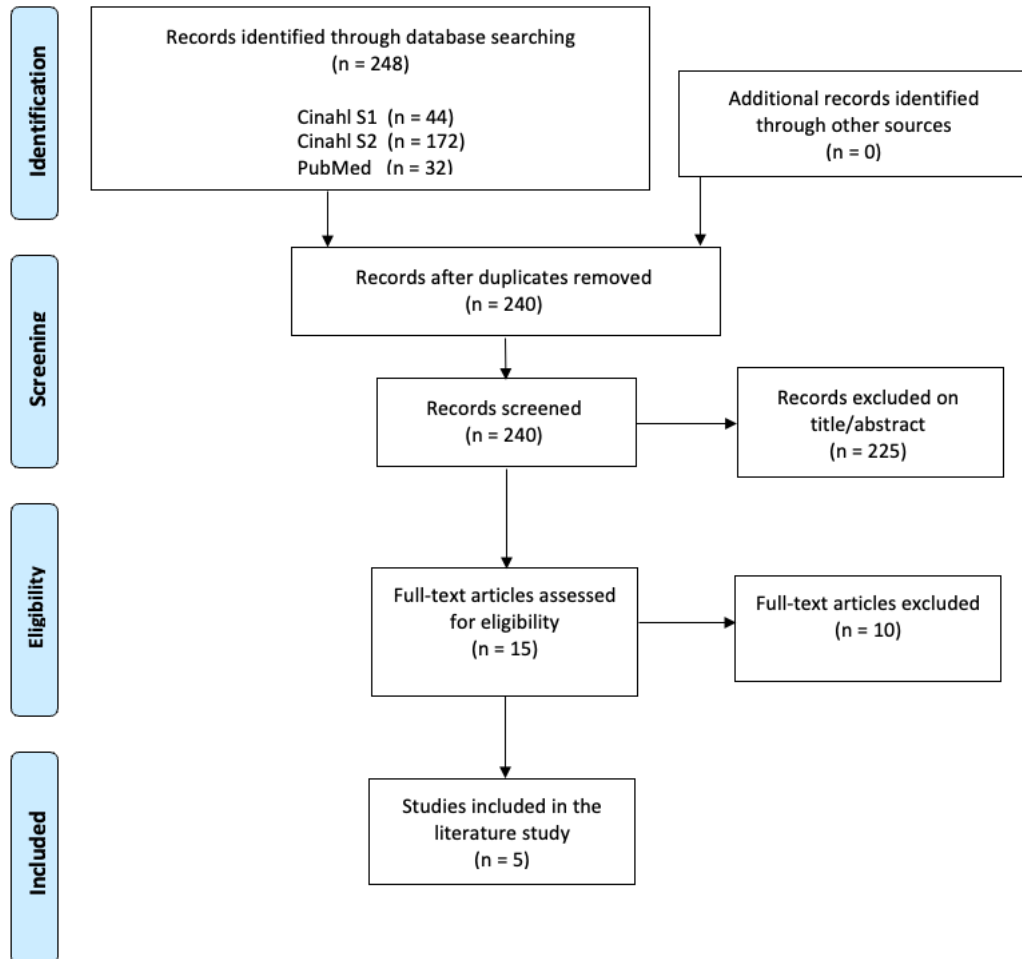 Identification
Records identified through database searching
(n = 248)
Cinahl S1 (n = 44)
Cinahl S2 (n = 172)
PubMed (n = 32)
Additional records identified
through other sources
(n = 0)
Screening
Records after duplicates removed
(n = 240)
Records screened
(n = 240)
Records excluded on
title/abstract
(n = 225)
Eligibility
Full-text articles assessed
for eligibility
(n = 15)
Full-text articles excluded
(n = 10)
Included
Studies included in the
literature study
(n = 5)